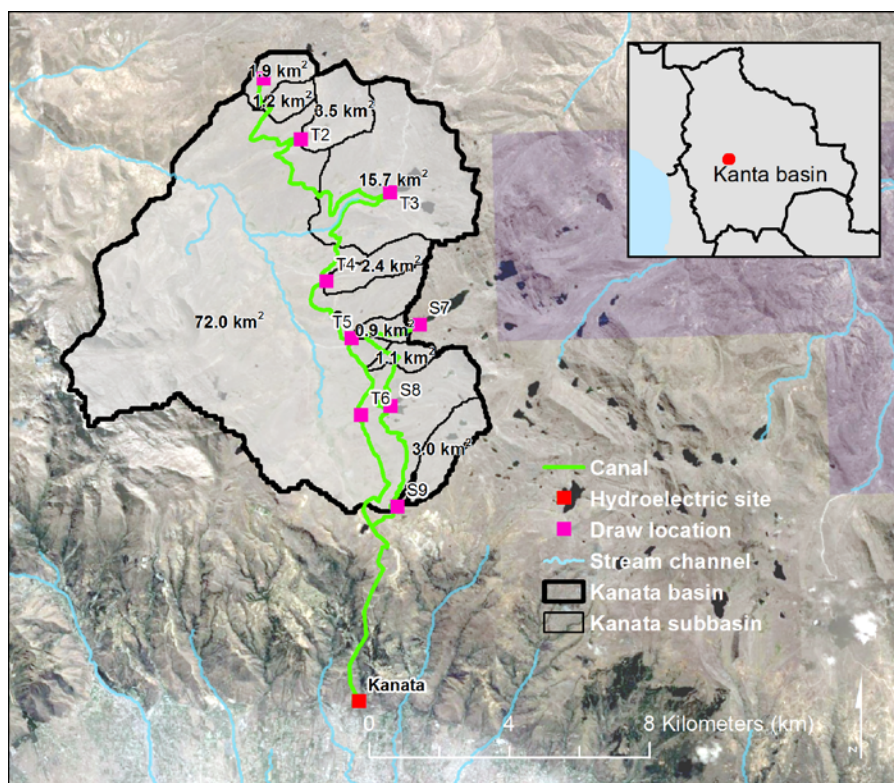 1.9 km²
1.2 km²
3.5 km²
T2
15.7 km²
T3
T4
2.4 km²
72.0 km²
T5
0.9 km²
S7
1.1 km²
T6
S8
3.0 km²
S9
Kanata
Kanta basin
Canal
Hydroelectric site
Draw location
Stream channel
Kanata basin
Kanata subbasin
0 4 8 Kilometers (km)
N